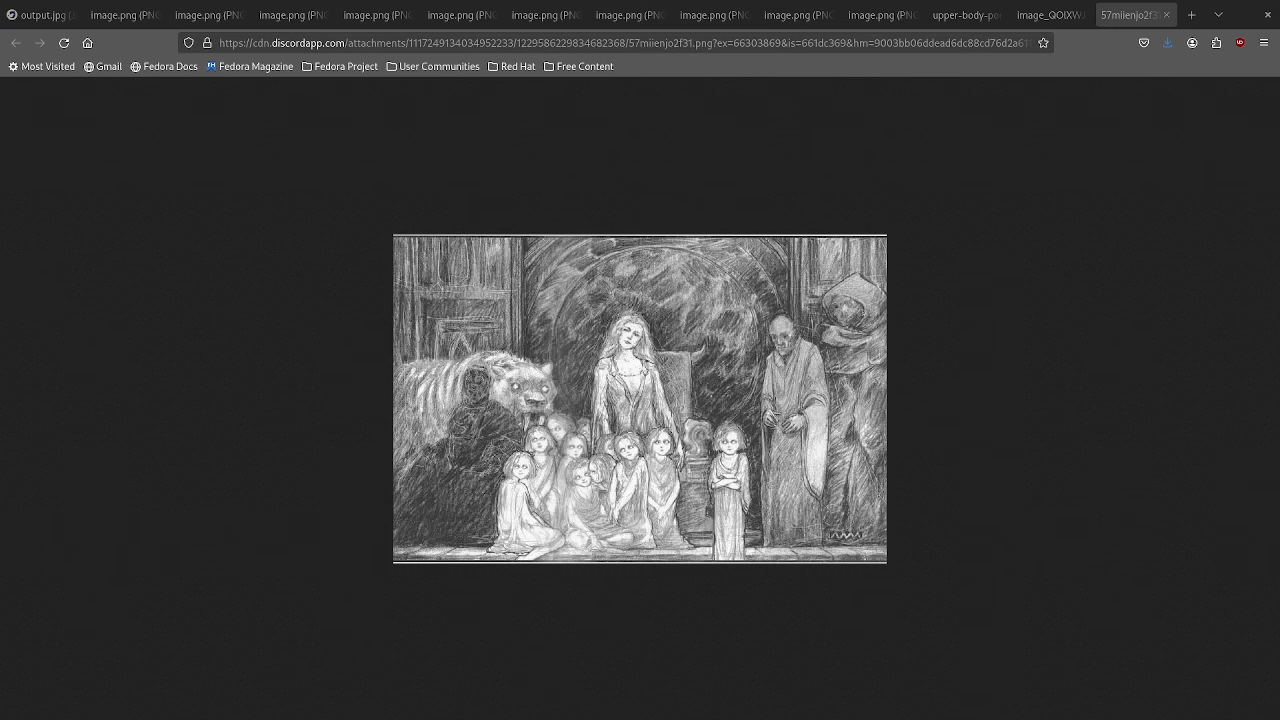 output.jpg (
image.png (PNG
image.png (PNG
image.png (PNG
image.png (PNG
image.png (PNG
image.png (PNG
image.png (PNG
image.png (PNG
image.png (PNG
image.png (PNG
upper-body-po
image_QOIXW
57miienjo2f31
https://cdn.discordapp.com/attachments/1117249134034952233/1229586229834682368/57miienjo2f31.png?ex=66303869&is=661dc369&hm=9003bb06ddead6dc88cd76d2a61
Most Visited
Gmail
Fedora Docs
Fedora Magazine
Fedora Project
User Communities
Red Hat
Free Content